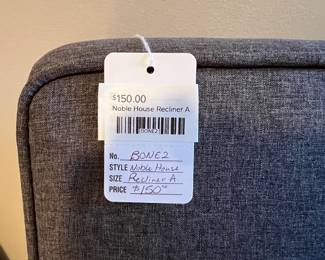 $150.00
Noble House Recliner A
BONE2
No. BONE2
STYLE Noble House
SIZE Recliner A
PRICE $150.00